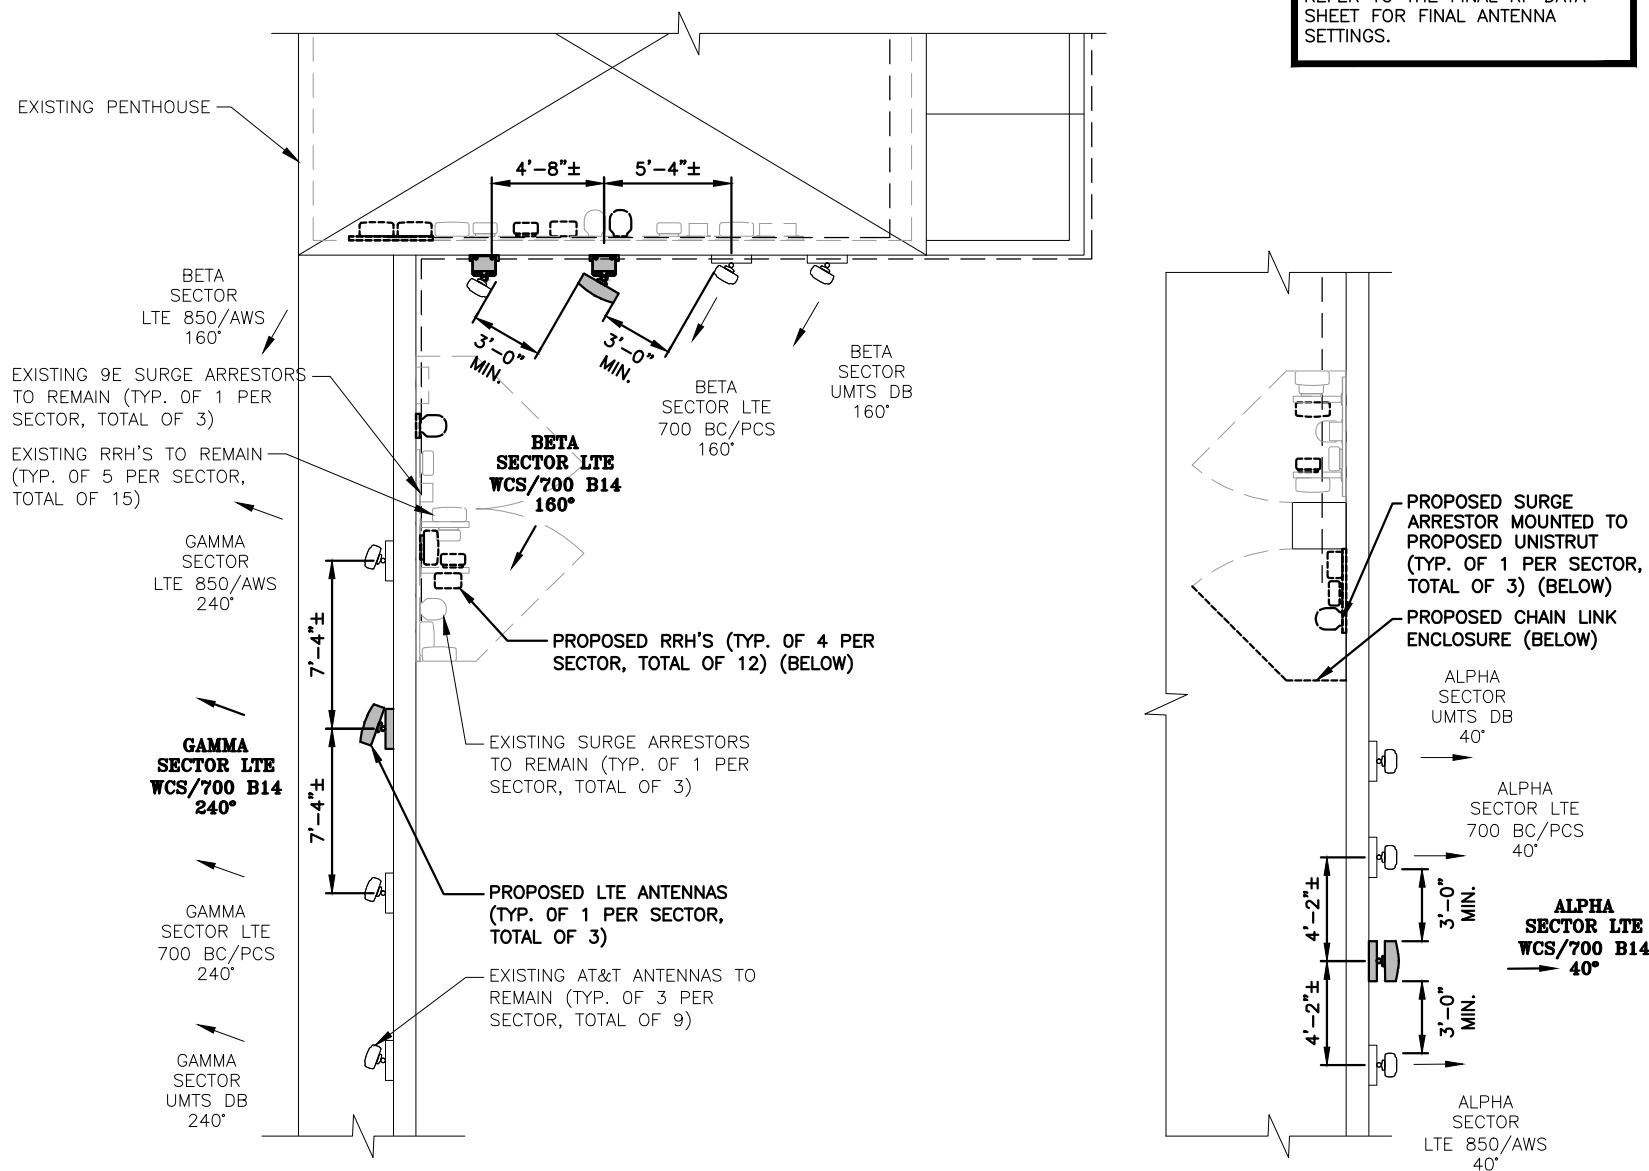 REFER TO THE FINAL RF DATA
SHEET FOR FINAL ANTENNA
SETTINGS.
EXISTING PENTHOUSE
4'-8"±
5'-4"±
BETA
SECTOR
LTE 850/AWS
160°
3'-0"
MIN.
3'-0"
MIN.
BETA
SECTOR
UMTS DB
160°
BETA
SECTOR LTE
700 BC/PCS
160°
EXISTING 9E SURGE ARRESTORS
TO REMAIN (TYP. OF 1 PER
SECTOR, TOTAL OF 3)
EXISTING RRH'S TO REMAIN
(TYP. OF 5 PER SECTOR,
TOTAL OF 15)
BETA
SECTOR LTE
WCS/700 B14
160°
GAMMA
SECTOR
LTE 850/AWS
240°
7'-4"±
PROPOSED RRH'S (TYP. OF 4 PER
SECTOR, TOTAL OF 12) (BELOW)
GAMMA
SECTOR LTE
WCS/700 B14
240°
7'-4"±
EXISTING SURGE ARRESTORS
TO REMAIN (TYP. OF 1 PER
SECTOR, TOTAL OF 3)
PROPOSED LTE ANTENNAS
(TYP. OF 1 PER SECTOR,
TOTAL OF 3)
GAMMA
SECTOR LTE
700 BC/PCS
240°
EXISTING AT&T ANTENNAS TO
REMAIN (TYP. OF 3 PER
SECTOR, TOTAL OF 9)
GAMMA
SECTOR
UMTS DB
240°
PROPOSED SURGE
ARRESTOR MOUNTED TO
PROPOSED UNISTRUT
(TYP. OF 1 PER SECTOR,
TOTAL OF 3) (BELOW)
PROPOSED CHAIN LINK
ENCLOSURE (BELOW)
ALPHA
SECTOR
UMTS DB
40°
ALPHA
SECTOR LTE
700 BC/PCS
40°
4'-2"±
3'-0"
MIN.
ALPHA
SECTOR LTE
WCS/700 B14
40°
4'-2"±
3'-0"
MIN.
ALPHA
SECTOR
LTE 850/AWS
40°